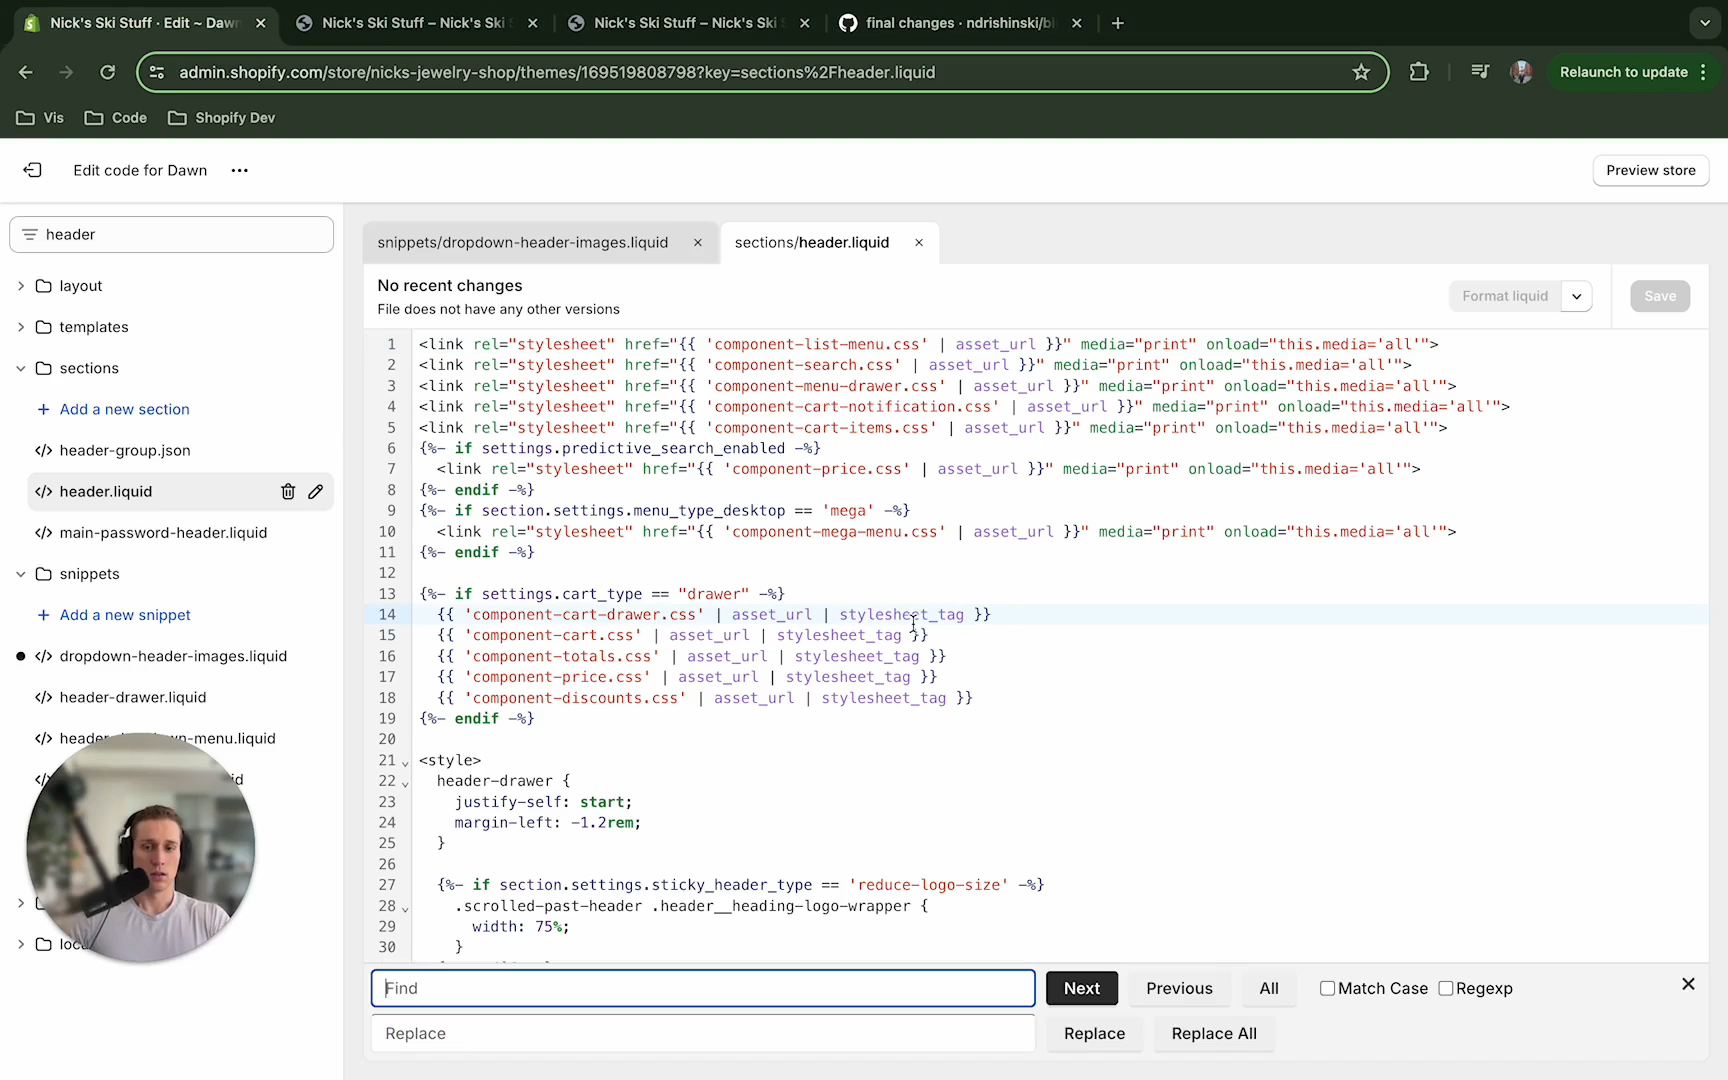 Nick's Ski Stuff · Edit ~ Dawn
Nick's Ski Stuff – Nick's Ski
Nick's Ski Stuff – Nick's Ski
final changes · ndrishinski/bl
admin.shopify.com/store/nicks-jewelry-shop/themes/169519808798?key=sections%2Fheader.liquid
Relaunch to update
Vis
Code
Shopify Dev
Edit code for Dawn
Preview store
header
layout
templates
sections
+ Add a new section
</> header-group.json
</> header.liquid
</> main-password-header.liquid
snippets
+ Add a new snippet
</> dropdown-header-images.liquid
</> header-drawer.liquid
snippets/dropdown-header-images.liquid
sections/header.liquid
No recent changes
File does not have any other versions
Format liquid
Save
1 <link rel="stylesheet" href="{{ 'component-list-menu.css' | asset_url }}" media="print" onload="this.media='all'">
2 <link rel="stylesheet" href="{{ 'component-search.css' | asset_url }}" media="print" onload="this.media='all'">
3 <link rel="stylesheet" href="{{ 'component-menu-drawer.css' | asset_url }}" media="print" onload="this.media='all'">
4 <link rel="stylesheet" href="{{ 'component-cart-notification.css' | asset_url }}" media="print" onload="this.media='all'">
5 <link rel="stylesheet" href="{{ 'component-cart-items.css' | asset_url }}" media="print" onload="this.media='all'">
6 {%- if settings.predictive_search_enabled -%}
7 <link rel="stylesheet" href="{{ 'component-price.css' | asset_url }}" media="print" onload="this.media='all'">
8 {%- endif -%}
9 {%- if section.settings.menu_type_desktop == 'mega' -%}
10 <link rel="stylesheet" href="{{ 'component-mega-menu.css' | asset_url }}" media="print" onload="this.media='all'">
11 {%- endif -%}
12
13 {%- if settings.cart_type == "drawer" -%}
14 {{ 'component-cart-drawer.css' | asset_url | stylesheet_tag }}
15 {{ 'component-cart.css' | asset_url | stylesheet_tag }}
16 {{ 'component-totals.css' | asset_url | stylesheet_tag }}
17 {{ 'component-price.css' | asset_url | stylesheet_tag }}
18 {{ 'component-discounts.css' | asset_url | stylesheet_tag }}
19 {%- endif -%}
20
21 <style>
22 header-drawer {
23 justify-self: start;
24 margin-left: -1.2rem;
25 }
26
27 {%- if section.settings.sticky_header_type == 'reduce-logo-size' -%}
28 .scrolled-past-header .header__heading-logo-wrapper {
29 width: 75%;
30 }
Find
Next
Previous
All
Match Case
Regexp
Replace
Replace
Replace All